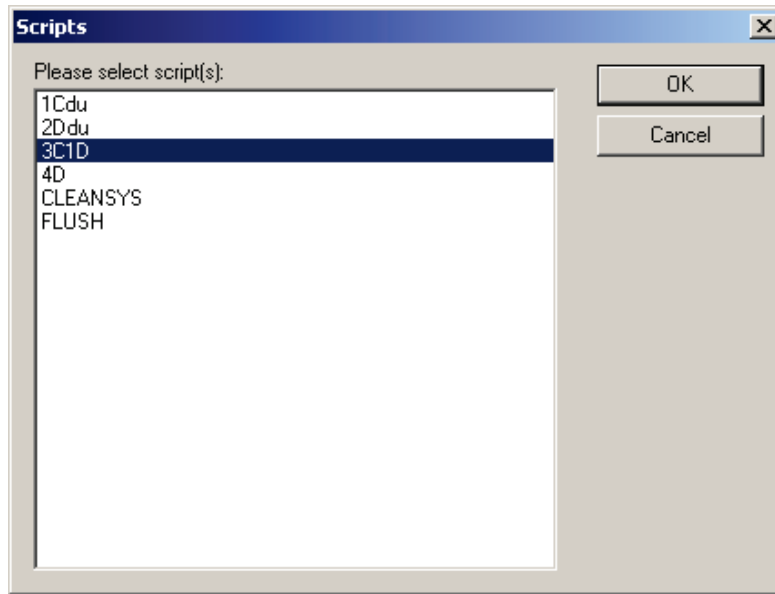 Scripts
Please select script(s):
1Cdu
2Ddu
3C1D
4D
CLEANSYS
FLUSH
OK
Cancel